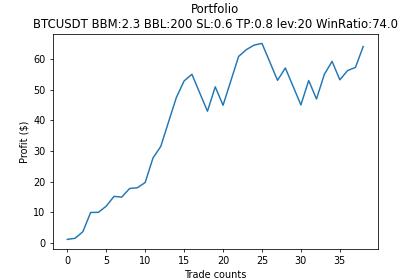 Portfolio
BTCUSDT BBM:2.3 BBL:200 SL:0.6 TP:0.8 lev:20 WinRatio:74.0
60
50
40
30
20
10
0
Profit ($)
0 5 10 15 20 25 30 35
Trade counts